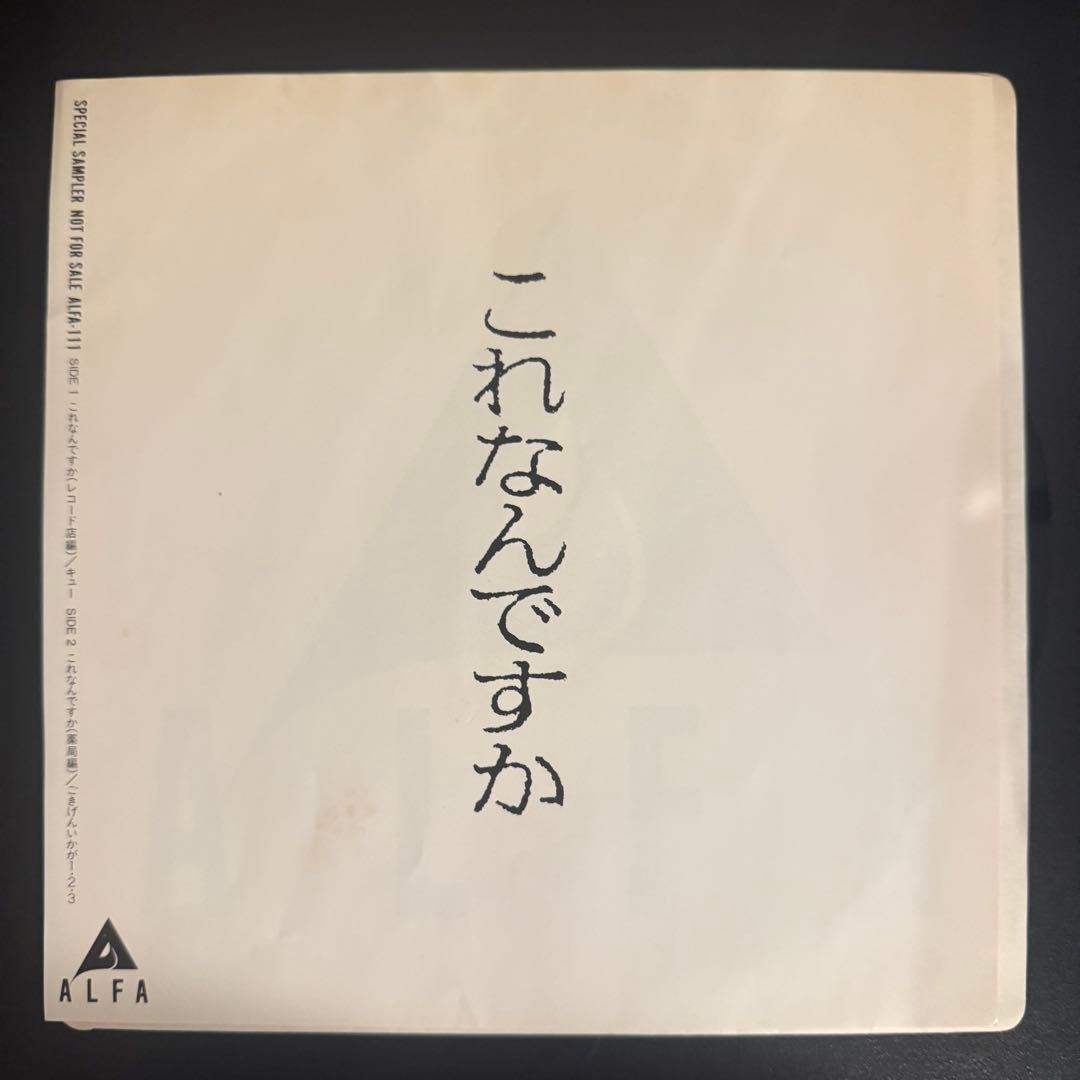 これなんですか
SPECIAL SAMPLER NOT FOR SALE ALFA-111 SIDE 1 これなんですか(レコード店編)/キュー SIDE 2 これなんですか(薬局編)/ごきげんいかが1・2・3
ALFA